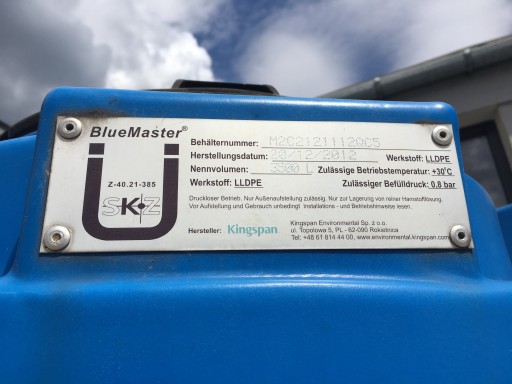 BlueMaster®
Z-40.21-385
SKZ
Behälternummer: M2C21211129C5
Herstellungsdatum: 20/12/2012 Werkstoff: LLDPE
Nennvolumen: 3500 L Zulässige Betriebstemperatur: +30°C
Werkstoff: LLDPE Zulässiger Befülldruck: 0,8 bar
Druckloser Betrieb. Nur Außenaufstellung zulässig. Nur zur Lagerung von reiner Harnstofflösung.
Vor Aufstellung und Gebrauch unbedingt Installations - und Betriebshinweise lesen.
Hersteller: Kingspan
Kingspan Environmental Sp. z o.o.
ul. Topolowa 5, PL - 62-090 Rokietnica
Tel: +48 61 814 44 00, www.environmental.kingspan.com